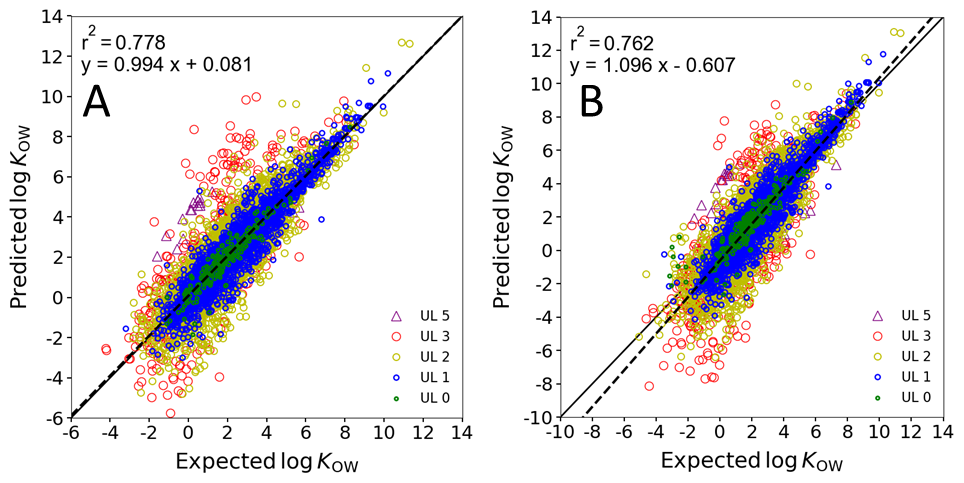 r² = 0.778
y = 0.994 x + 0.081
A
14
12
10
8
6
4
2
0
-2
-4
-6
-6
-4
-2
0
2
4
6
8
10
12
14
Predicted log K_OW
Expected log K_OW
UL 5
UL 3
UL 2
UL 1
UL 0
r² = 0.762
y = 1.096 x - 0.607
B
14
12
10
8
6
4
2
0
-2
-4
-6
-8
-10
-10
-8
-6
-4
-2
0
2
4
6
8
10
12
14
Predicted log K_OW
Expected log K_OW
UL 5
UL 3
UL 2
UL 1
UL 0